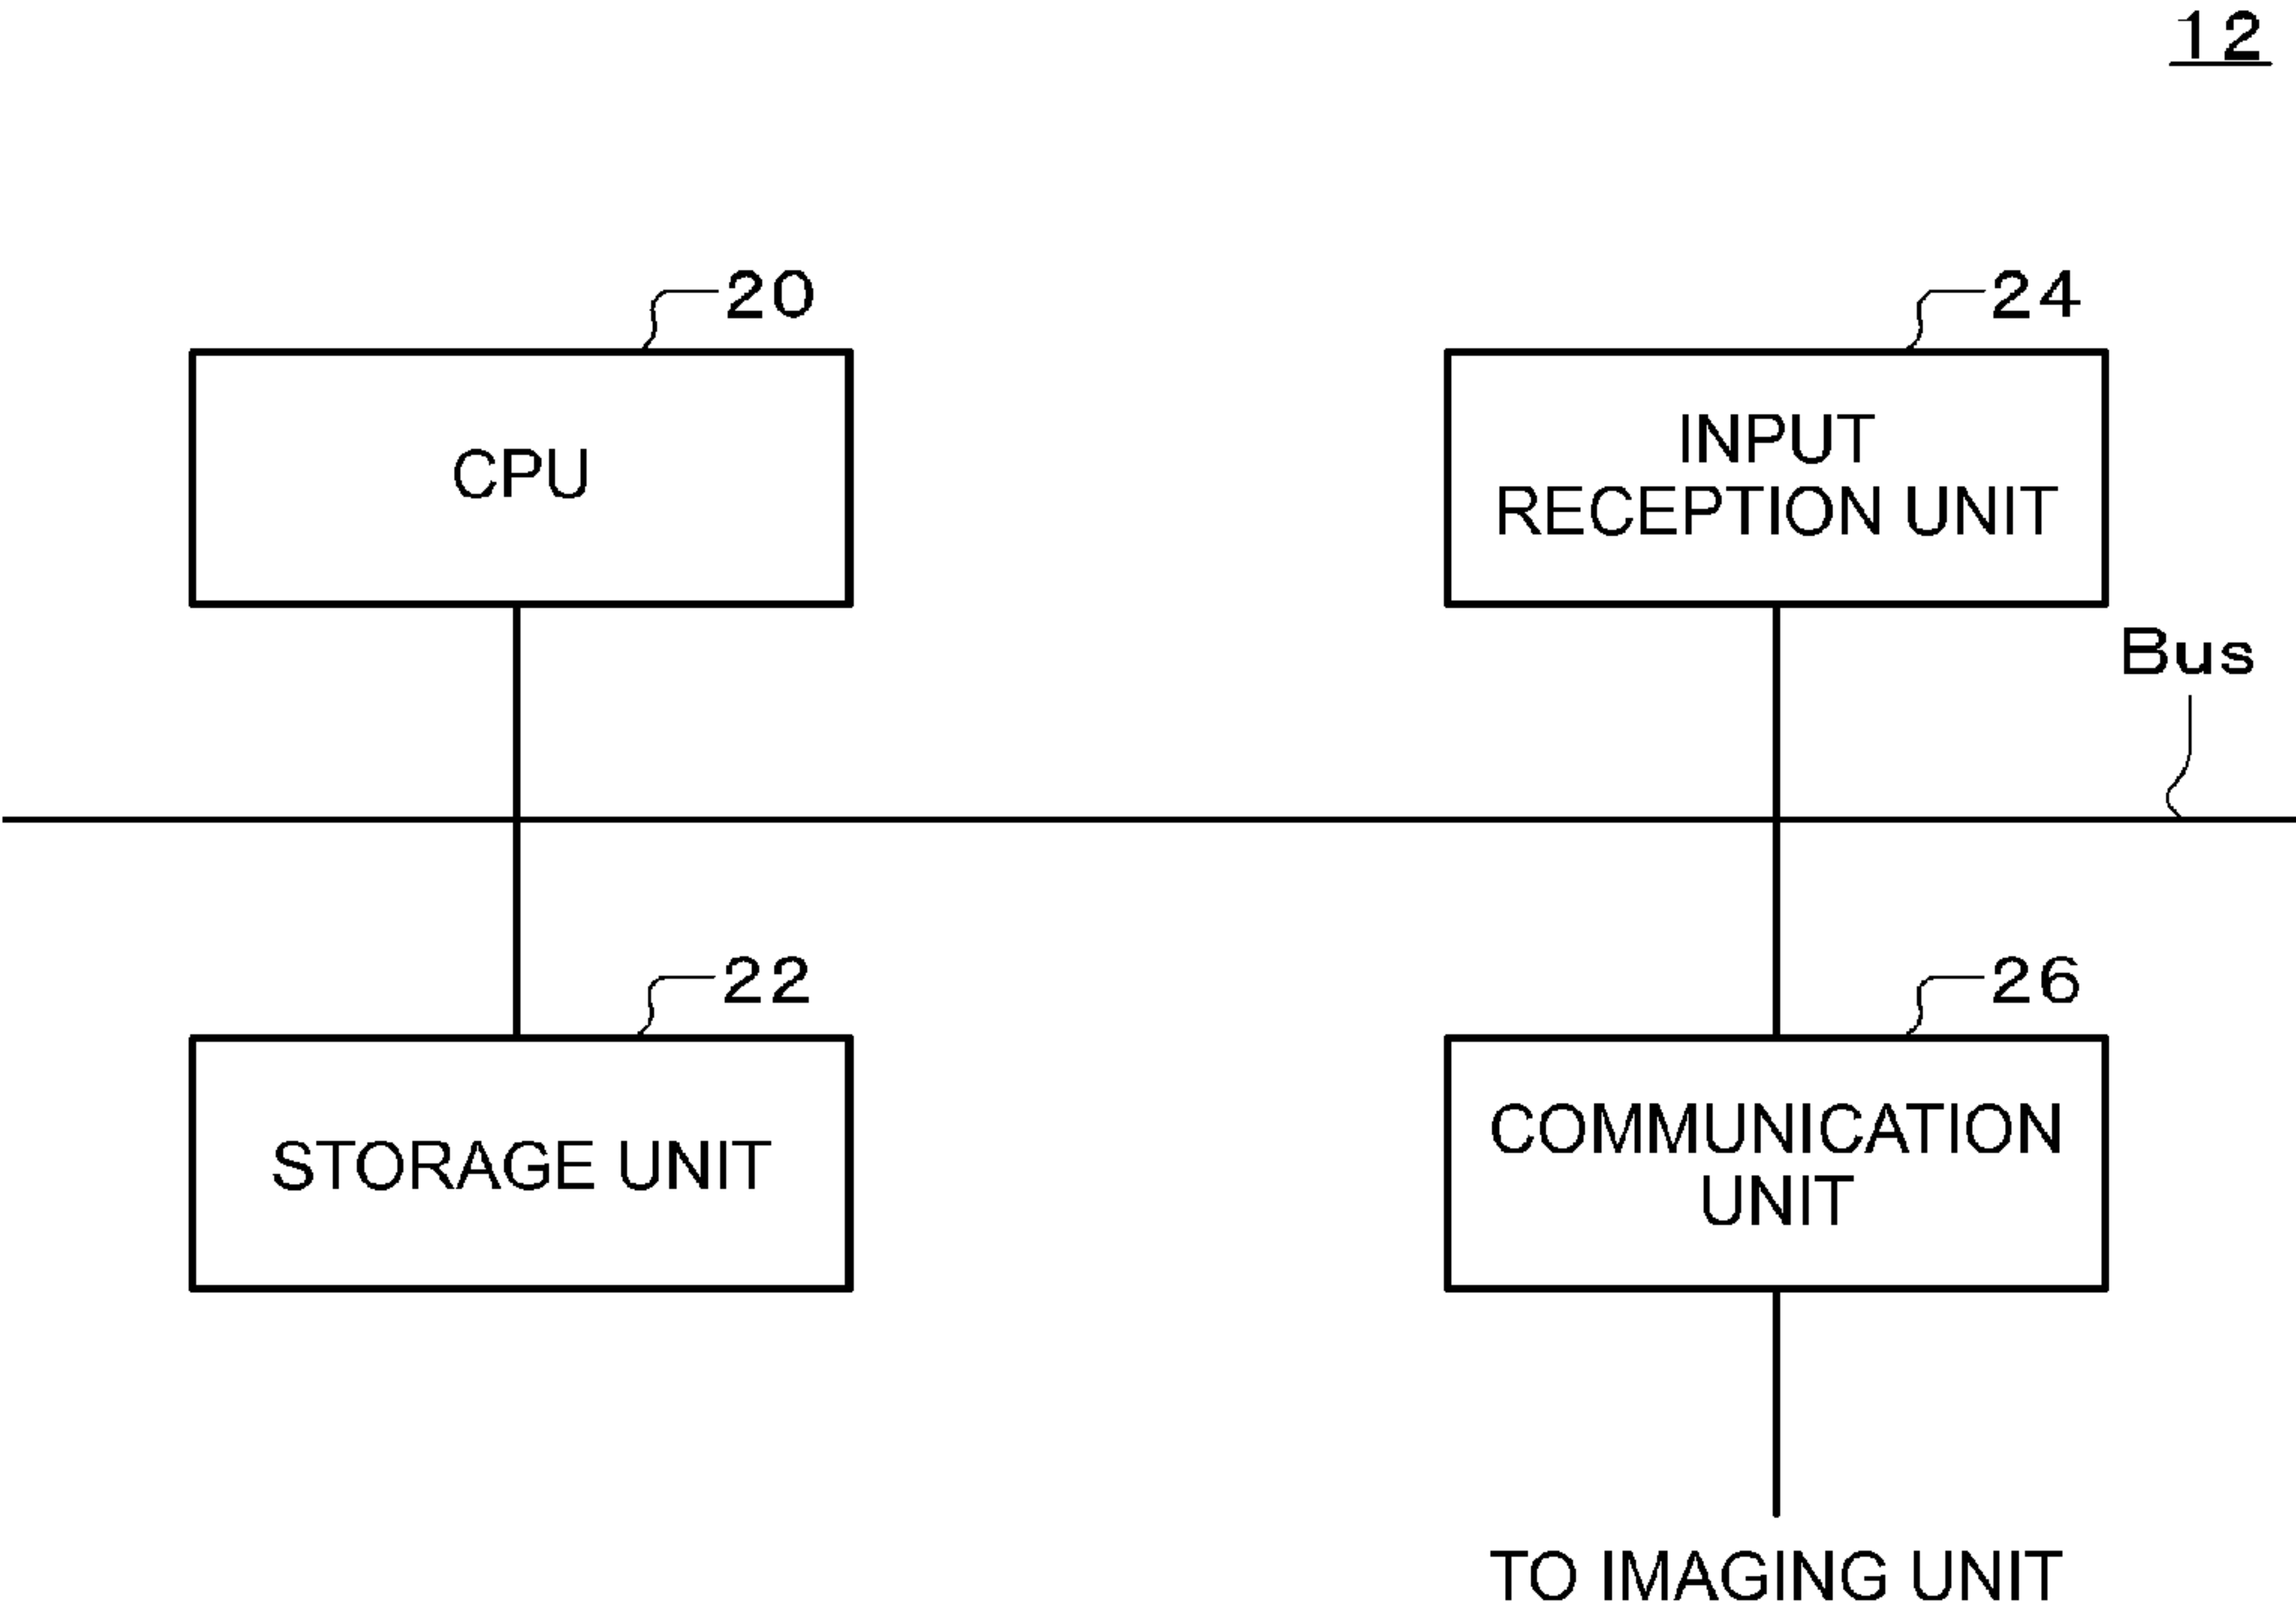 12
20
24
CPU
INPUT
RECEPTION UNIT
Bus
22
26
STORAGE UNIT
COMMUNICATION
UNIT
TO IMAGING UNIT